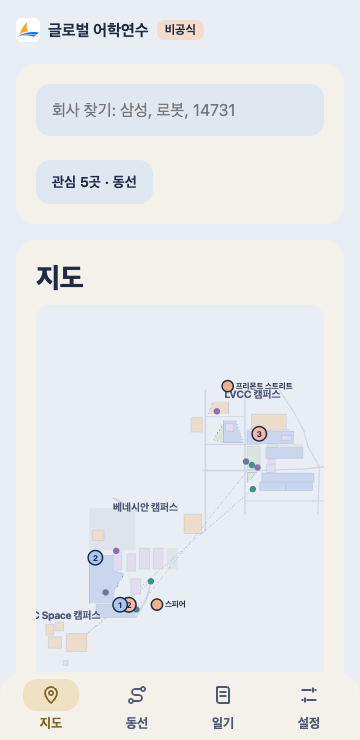 글로벌 어학연수 비공식
회사 찾기: 삼성, 로봇, 14731
관심 5곳 · 동선
지도
프리몬트 스트리트
LVCC 캠퍼스
3
베네시안 캠퍼스
2
1 2 스피어
C Space 캠퍼스
지도 동선 일기 설정